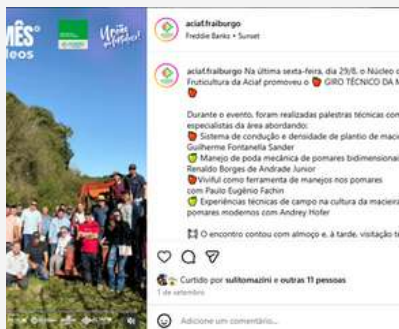 MÊS
deos
aciaf.fraiburgo
Freddie Banks • Sunset
aciaf.fraiburgo Na última sexta-feira, dia 29/8, o Núcleo
Fruticultura da Aciaf promoveu o 🍎 GIRO TÉCNICO DA
🍎
Durante o evento, foram realizadas palestras técnicas com
especialistas da área abordando:
🍎 Sistema de condução e densidade de plantio de
Guilherme Fontanella Sander
🍏 Manejo de poda mecânica de pomares bidimensionai
Renaldo Borges de Andrade Junior
🍎Viviful como ferramenta de manejos nos pomares
com Paulo Eugênio Fachin
🍏 Experiências técnicas de campo na cultura da macieira
pomares modernos com Andrey Hofer
O encontro contou com almoço e, à tarde, visitação
Curtido por sulitomazini e outras 11 pessoas
1 de setembro
Adicione um comentário...